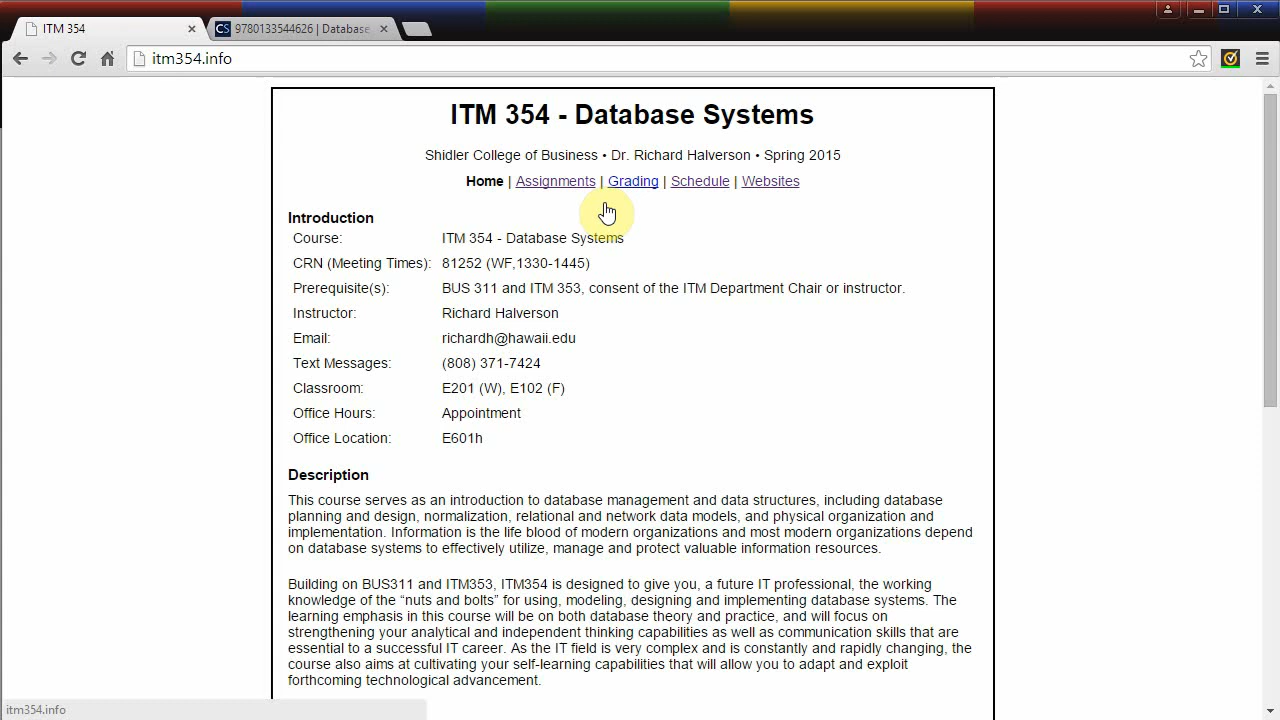 ITM 354
9780133544626 | Database
itm354.info
ITM 354 - Database Systems
Shidler College of Business • Dr. Richard Halverson • Spring 2015
Home | Assignments | Grading | Schedule | Websites
Introduction
Course: ITM 354 - Database Systems
CRN (Meeting Times): 81252 (WF,1330-1445)
Prerequisite(s): BUS 311 and ITM 353, consent of the ITM Department Chair or instructor.
Instructor: Richard Halverson
Email: richardh@hawaii.edu
Text Messages: (808) 371-7424
Classroom: E201 (W), E102 (F)
Office Hours: Appointment
Office Location: E601h
Description
This course serves as an introduction to database management and data structures, including database
planning and design, normalization, relational and network data models, and physical organization and
implementation. Information is the life blood of modern organizations and most modern organizations depend
on database systems to effectively utilize, manage and protect valuable information resources.
Building on BUS311 and ITM353, ITM354 is designed to give you, a future IT professional, the working
knowledge of the “nuts and bolts” for using, modeling, designing and implementing database systems. The
learning emphasis in this course will be on both database theory and practice, and will focus on
strengthening your analytical and independent thinking capabilities as well as communication skills that are
essential to a successful IT career. As the IT field is very complex and is constantly and rapidly changing, the
course also aims at cultivating your self-learning capabilities that will allow you to adapt and exploit
forthcoming technological advancement.
itm354.info